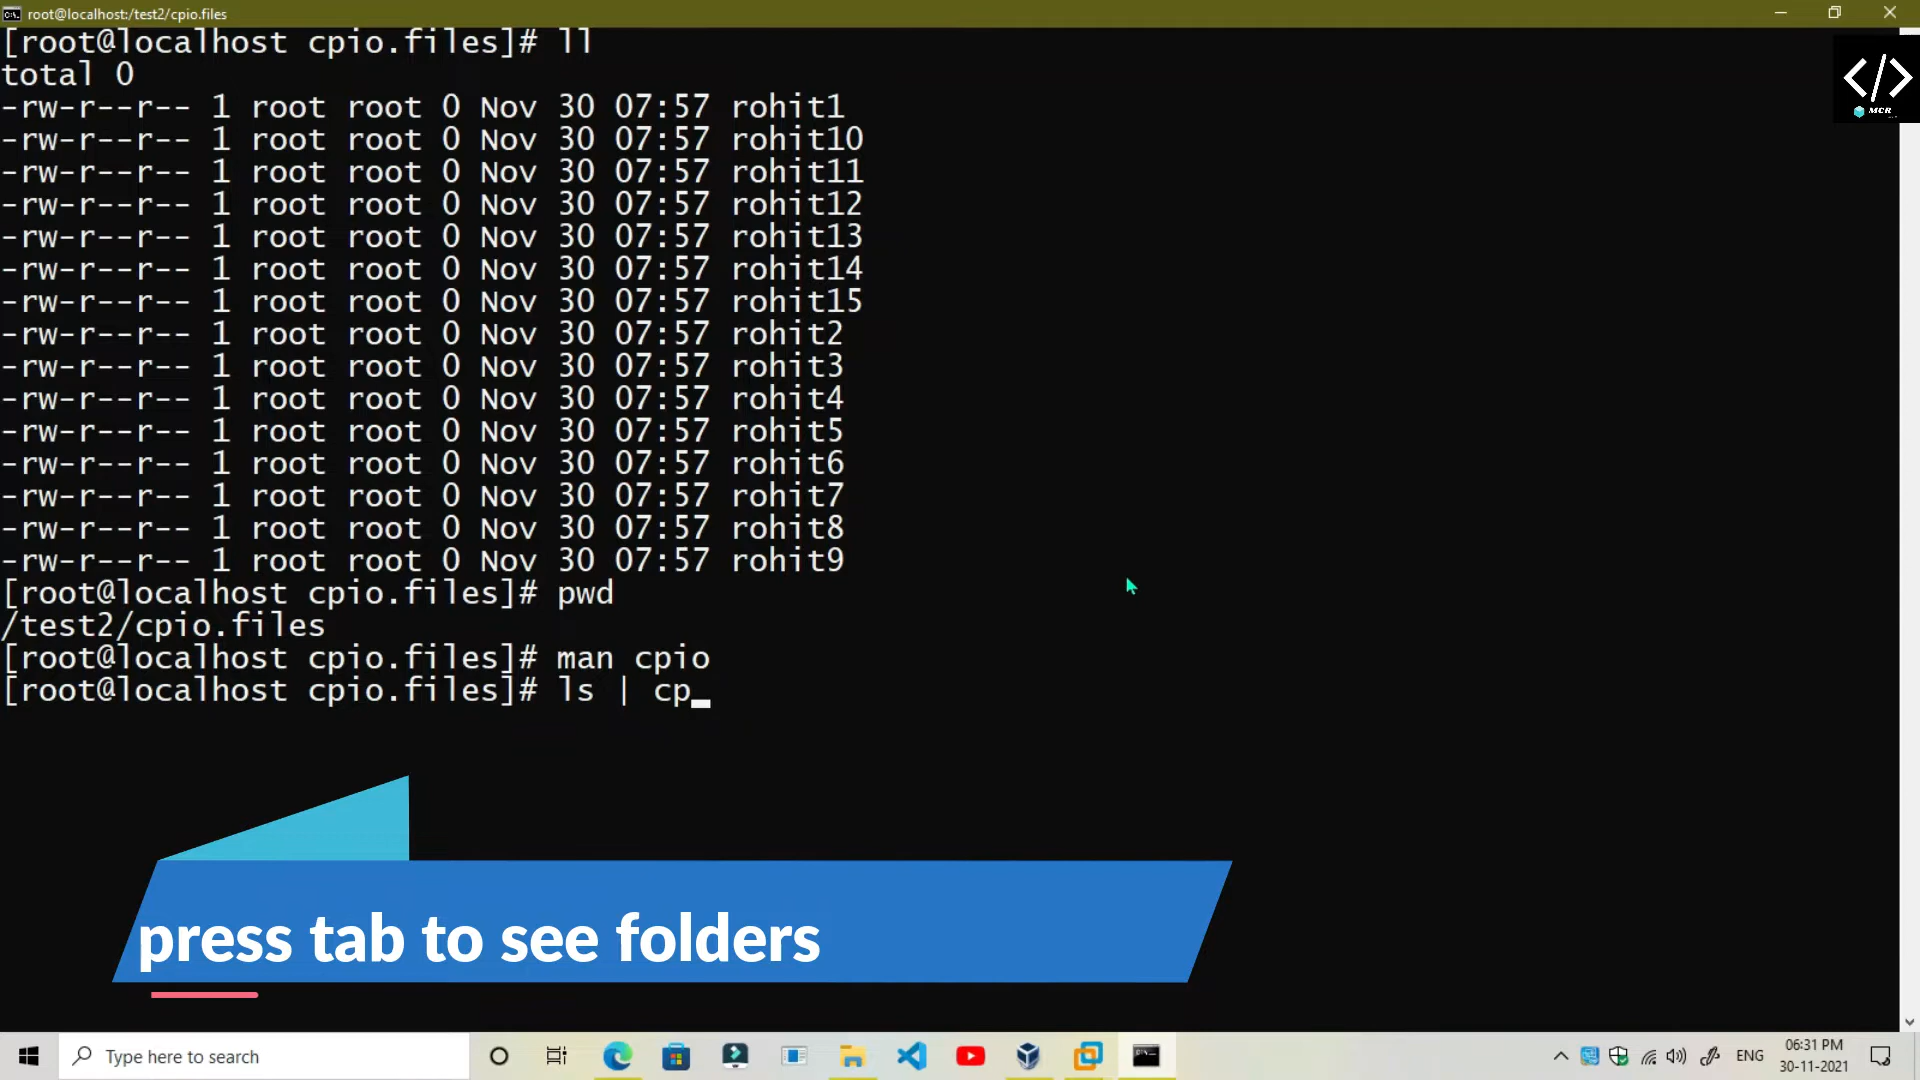 root@localhost:/test2/cpio.files
[root@localhost cpio.files]# ll
total 0
-rw-r--r-- 1 root root 0 Nov 30 07:57 rohit1
-rw-r--r-- 1 root root 0 Nov 30 07:57 rohit10
-rw-r--r-- 1 root root 0 Nov 30 07:57 rohit11
-rw-r--r-- 1 root root 0 Nov 30 07:57 rohit12
-rw-r--r-- 1 root root 0 Nov 30 07:57 rohit13
-rw-r--r-- 1 root root 0 Nov 30 07:57 rohit14
-rw-r--r-- 1 root root 0 Nov 30 07:57 rohit15
-rw-r--r-- 1 root root 0 Nov 30 07:57 rohit2
-rw-r--r-- 1 root root 0 Nov 30 07:57 rohit3
-rw-r--r-- 1 root root 0 Nov 30 07:57 rohit4
-rw-r--r-- 1 root root 0 Nov 30 07:57 rohit5
-rw-r--r-- 1 root root 0 Nov 30 07:57 rohit6
-rw-r--r-- 1 root root 0 Nov 30 07:57 rohit7
-rw-r--r-- 1 root root 0 Nov 30 07:57 rohit8
-rw-r--r-- 1 root root 0 Nov 30 07:57 rohit9
[root@localhost cpio.files]# pwd
/test2/cpio.files
[root@localhost cpio.files]# man cpio
[root@localhost cpio.files]# ls | cp_
</>
MCR
press tab to see folders
Type here to search
ENG
06:31 PM
30-11-2021